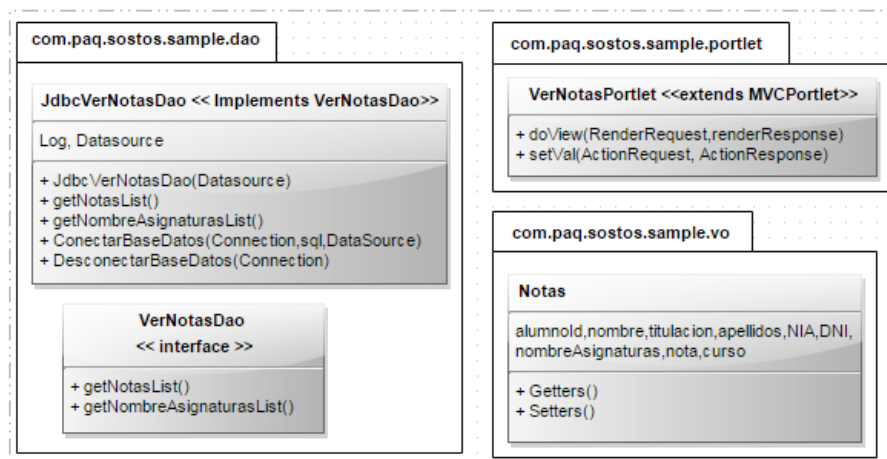 com.paq.sostos.sample.dao
JdbcVerNotasDao << Implements VerNotasDao>>
Log, Datasource
+ JdbcVerNotasDao(Datasource)
+ getNotasList()
+ getNombreAsignaturasList()
+ ConectarBaseDatos(Connection,sql,DataSource)
+ DesconectarBaseDatos(Connection)
VerNotasDao
<< interface >>
+ getNotasList()
+ getNombreAsignaturasList()
com.paq.sostos.sample.portlet
VerNotasPortlet <<extends MVCPortlet>>
+ doView(RenderRequest,renderResponse)
+ setVal(ActionRequest, ActionResponse)
com.paq.sostos.sample.vo
Notas
alumnoId,nombre,titulacion,apellidos,NIA,DNI,
nombreAsignaturas,nota,curso
+ Getters()
+ Setters()